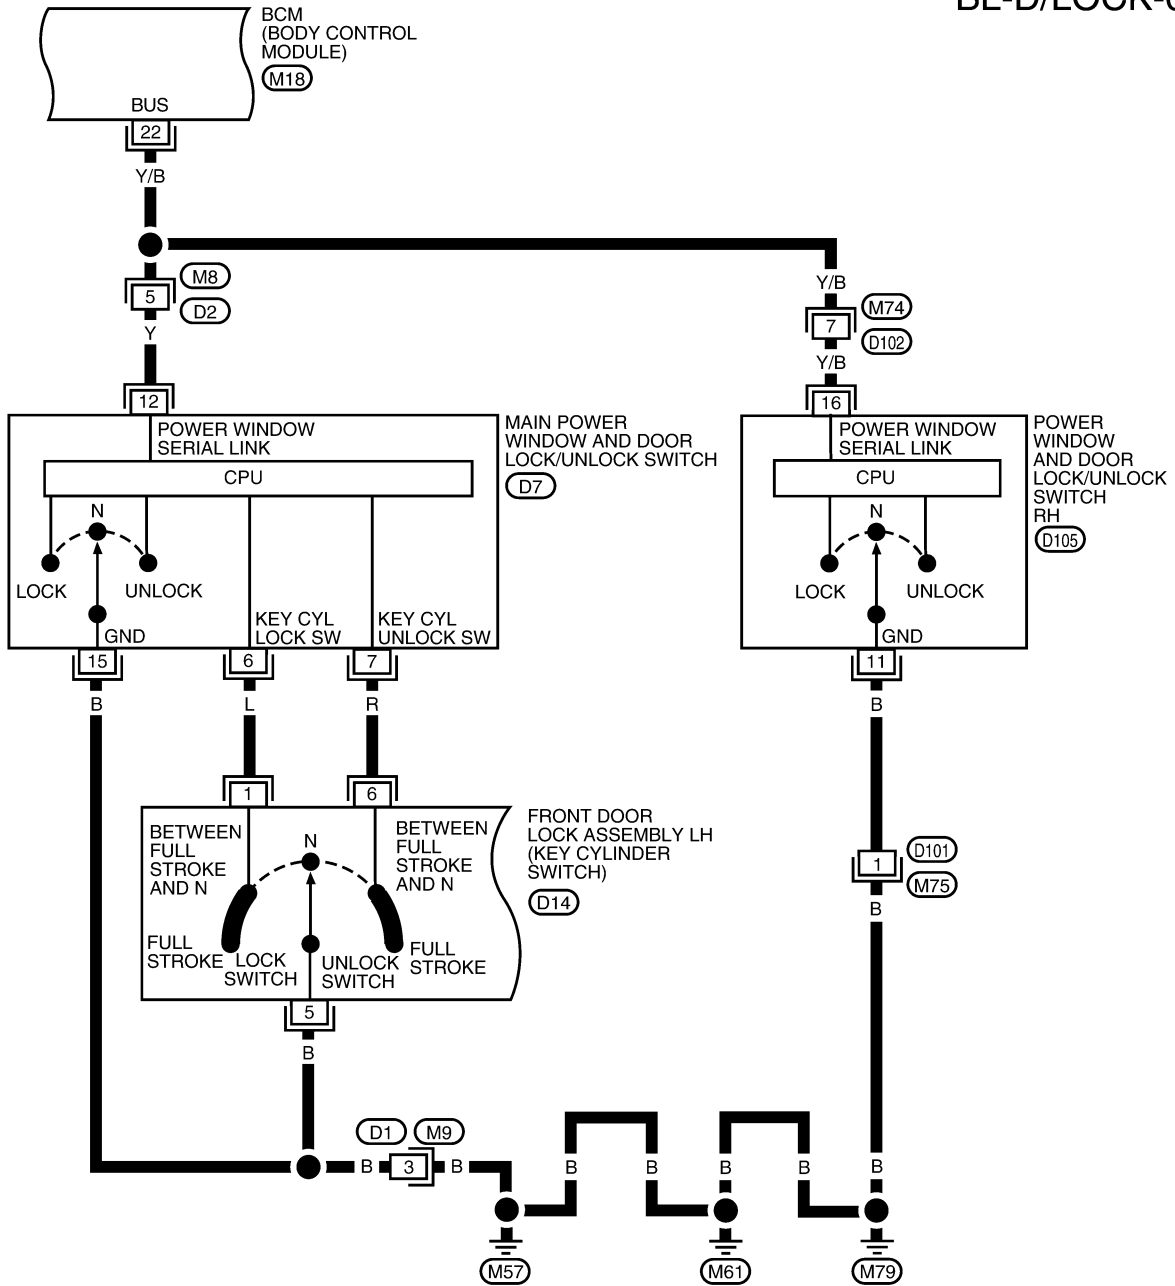 BE-D/LOCK-0
BCM
(BODY CONTROL
MODULE)
M18
BUS
22
Y/B
M8
5
D2
Y
12
Y/B
M74
7
D102
Y/B
16
POWER WINDOW
SERIAL LINK
CPU
N
LOCK
UNLOCK
GND
KEY CYL
LOCK SW
KEY CYL
UNLOCK SW
MAIN POWER
WINDOW AND DOOR
LOCK/UNLOCK SWITCH
D7
POWER WINDOW
SERIAL LINK
CPU
N
LOCK
UNLOCK
GND
POWER
WINDOW
AND DOOR
LOCK/UNLOCK
SWITCH
RH
D105
15
6
7
11
B
L
R
B
1
6
BETWEEN
FULL
STROKE
AND N
N
BETWEEN
FULL
STROKE
AND N
FULL
STROKE
LOCK
SWITCH
UNLOCK
SWITCH
FULL
STROKE
FRONT DOOR
LOCK ASSEMBLY LH
(KEY CYLINDER
SWITCH)
D14
D101
1
M75
B
5
B
D1
M9
B
3
B
B
B
B
B
B
M57
M61
M79